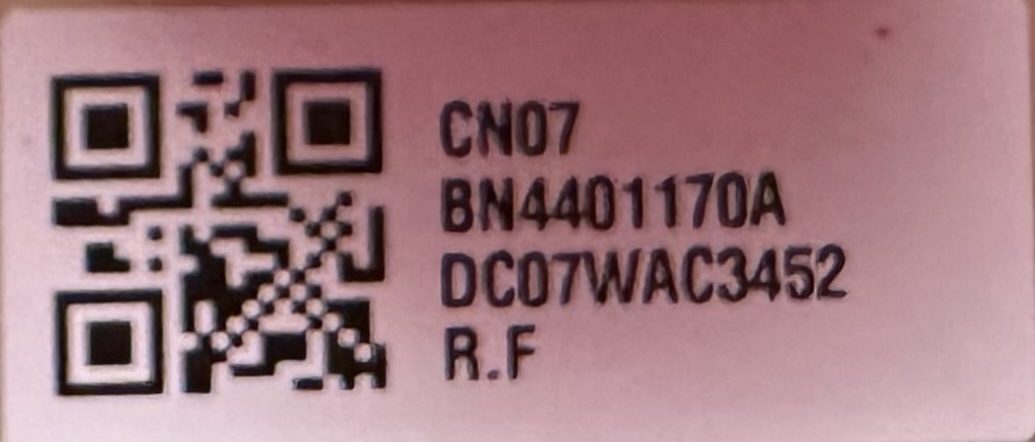 CN07
BN4401170A
DC07WAC3452
R.F